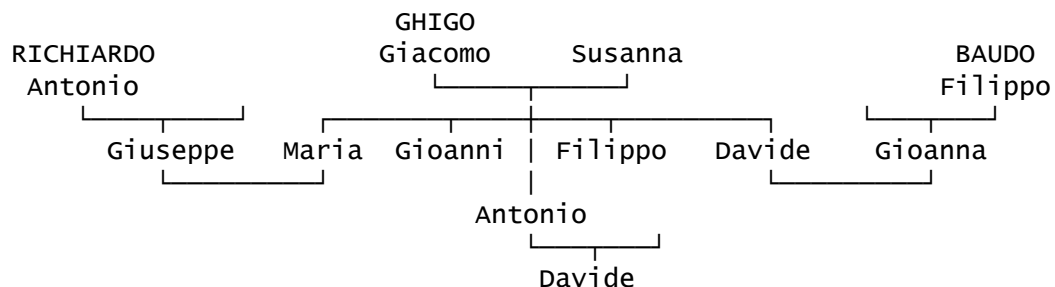 GHIGO
RICHIARDO Giacomo Susanna BAUDO
Antonio Filippo
Giuseppe Maria Gioanni Filippo Davide Gioanna
Antonio
Davide